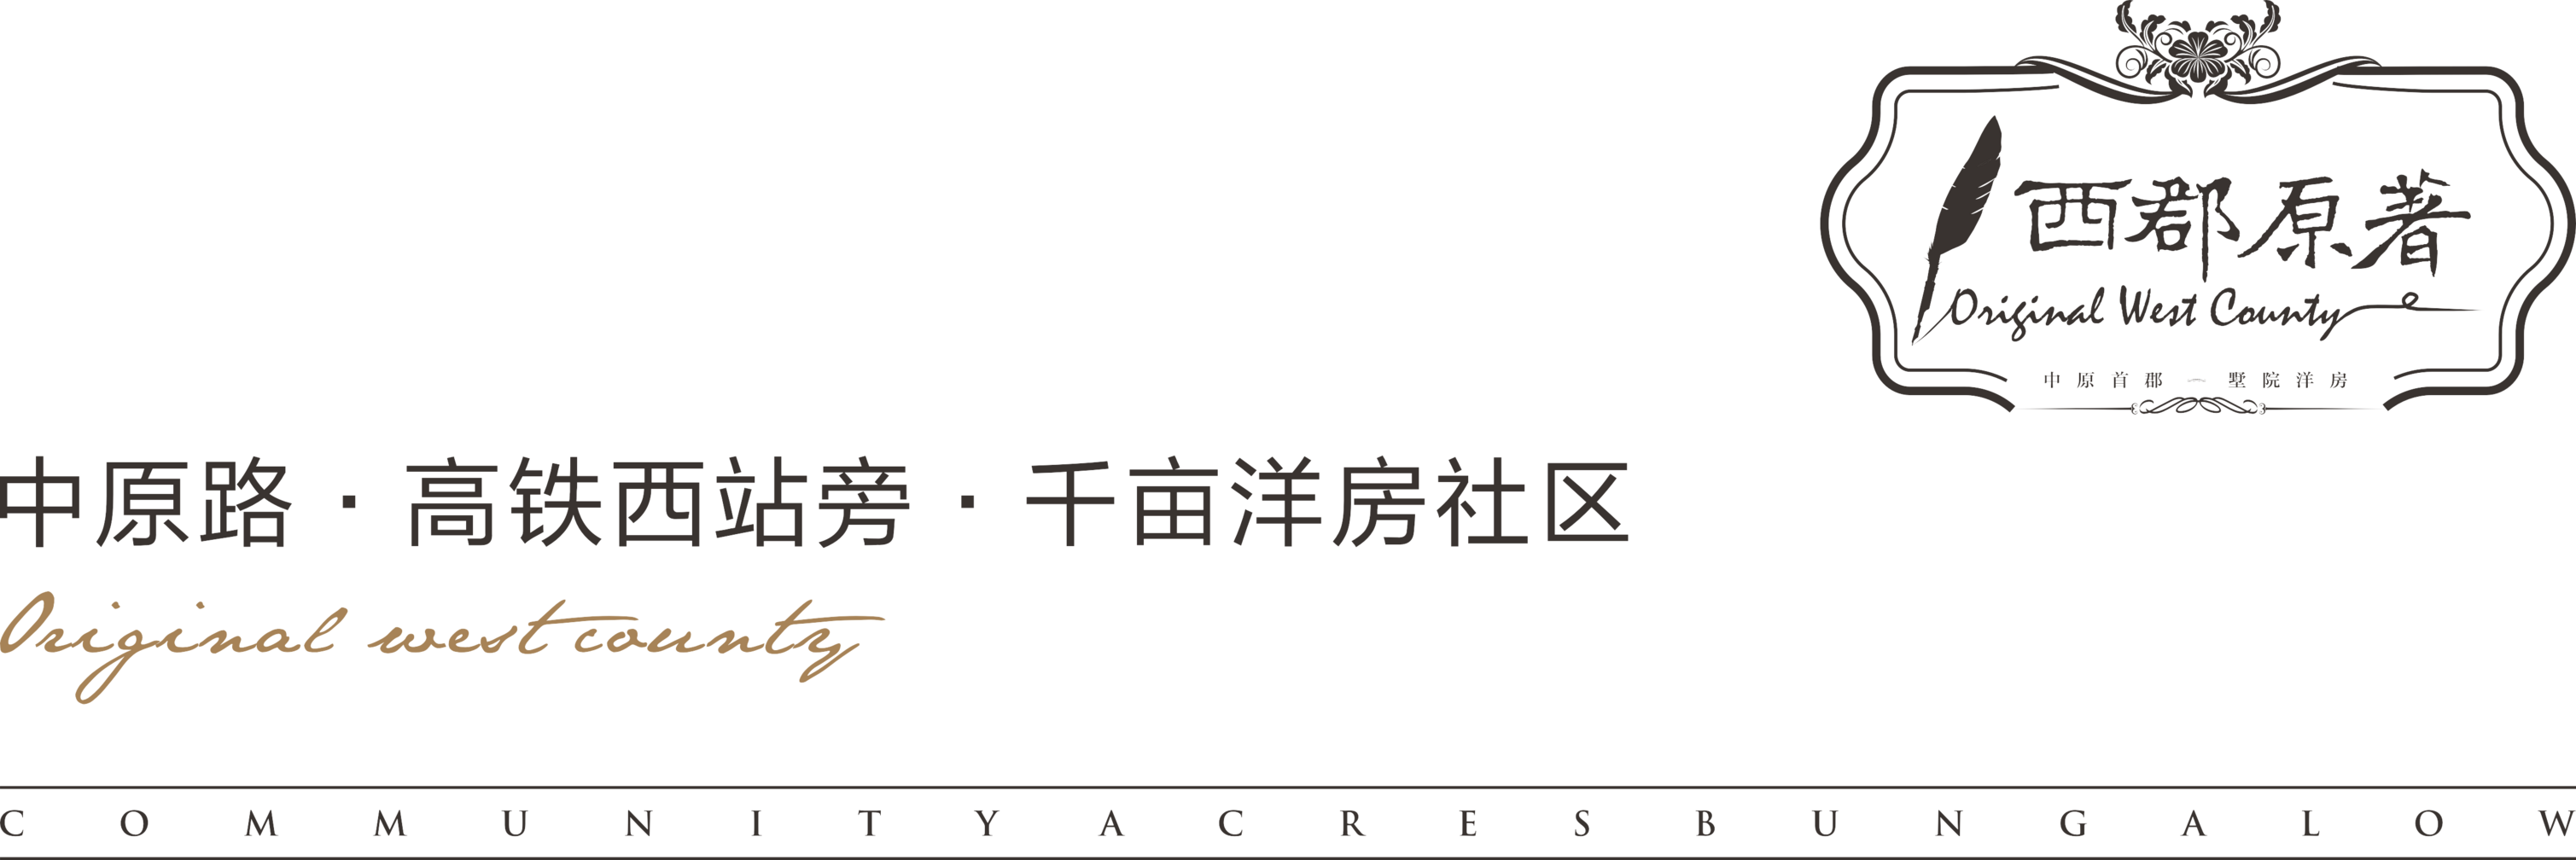 西郡原著
Original West County
中原首郡 — 墅院洋房
中原路·高铁西站旁·千亩洋房社区
Original west county
COMMUNITYACRESBUNGALOW